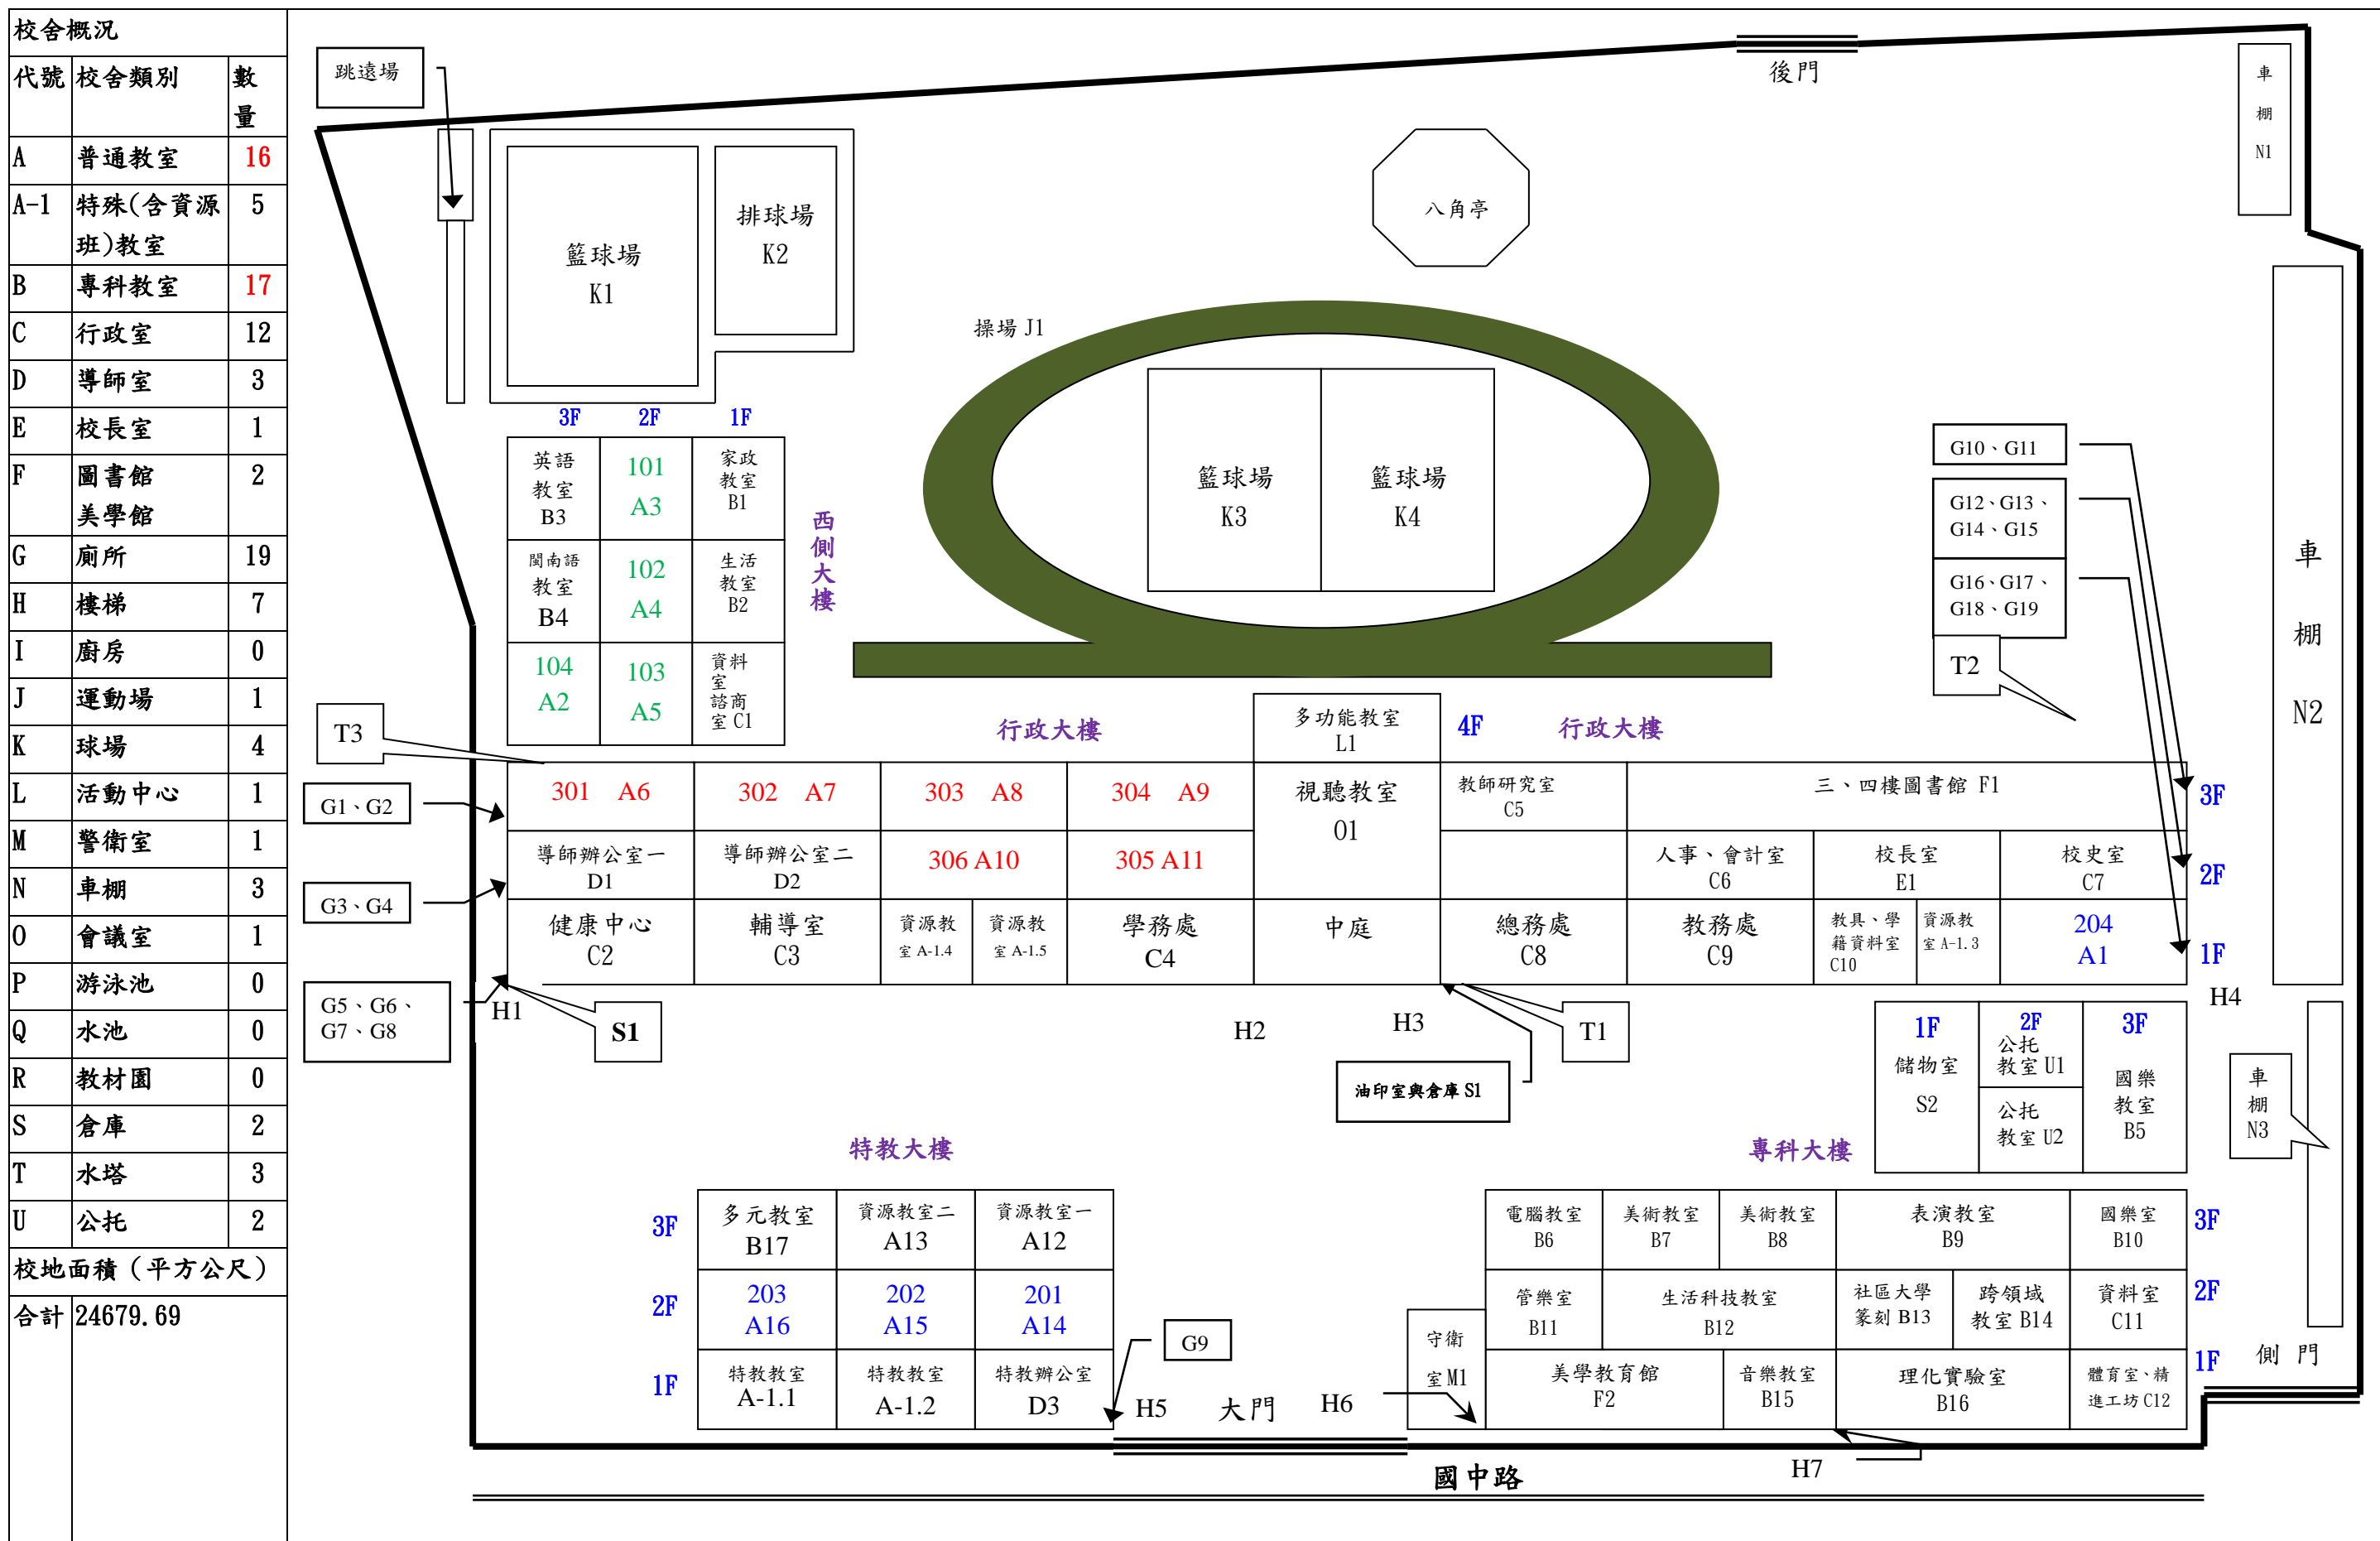 校舍概況
代號 校舍類別 數
量
A 普通教室 16
A-1 特殊(含資源 5
班)教室
B 專科教室 17
C 行政室 12
D 導師室 3
E 校長室 1
F 圖書館 2
美學館
G 廁所 19
H 樓梯 7
I 廚房 0
J 運動場 1
K 球場 4
L 活動中心 1
M 警衛室 1
N 車棚 3
O 會議室 1
P 游泳池 0
Q 水池 0
R 教材園 0
S 倉庫 2
T 水塔 3
U 公托 2
校地面積（平方公尺）
合計 24679.69
跳遠場
後門
車
棚
N1
籃球場
K1
排球場
K2
八角亭
操場 J1
籃球場
K3
籃球場
K4
車
棚
N2
3F 2F 1F
英語
教室
B3
101
A3
家政
教室
B1
閩南語
教室
B4
102
A4
生活
教室
B2
104
A2
103
A5
資料
室
諮商
室 C1
西
側
大
樓
G10、G11
G12、G13、
G14、G15
G16、G17、
G18、G19
T2
T3
G1、G2
G3、G4
G5、G6、
G7、G8
行政大樓
多功能教室
L1
4F
行政大樓
301 A6
302 A7
303 A8
304 A9
視聽教室
O1
教師研究室
C5
三、四樓圖書館 F1
3F
導師辦公室一
D1
導師辦公室二
D2
306 A10
305 A11
人事、會計室
C6
校長室
E1
校史室
C7
2F
健康中心
C2
輔導室
C3
資源教
室 A-1.4
資源教
室 A-1.5
學務處
C4
中庭
總務處
C8
教務處
C9
教具、學
籍資料室
C10
資源教
室 A-1.3
204
A1
1F
H1
S1
H2
H3
T1
H4
油印室與倉庫 S1
1F
儲物室
S2
2F
公托
教室 U1
公托
教室 U2
3F
國樂
教室
B5
車
棚
N3
特教大樓
專科大樓
3F
多元教室
B17
資源教室二
A13
資源教室一
A12
2F
203
A16
202
A15
201
A14
1F
特教教室
A-1.1
特教教室
A-1.2
特教辦公室
D3
G9
H5
大門
H6
守衛
室 M1
電腦教室
B6
美術教室
B7
美術教室
B8
表演教室
B9
國樂室
B10
3F
管樂室
B11
生活科技教室
B12
社區大學
篆刻 B13
跨領域
教室 B14
資料室
C11
2F
美學教育館
F2
音樂教室
B15
理化實驗室
B16
體育室、精
進工坊 C12
1F
側 門
H7
國中路